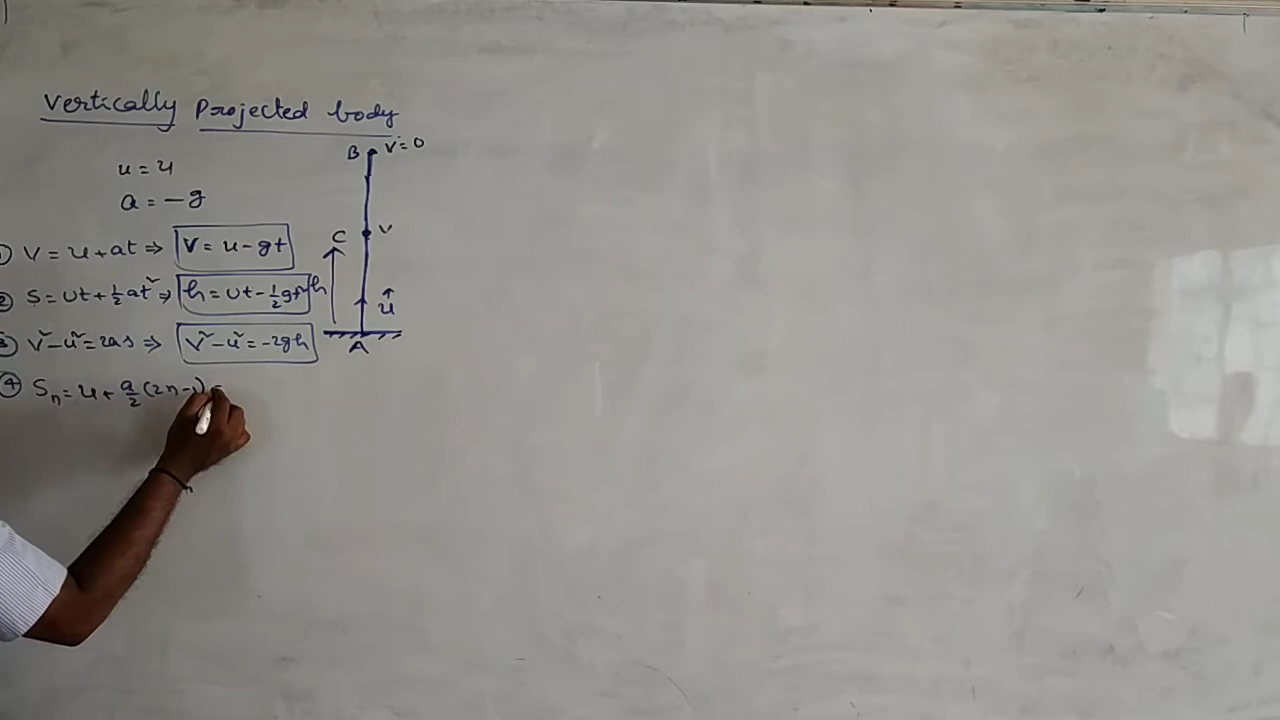 Vertically Projected body
u = u
a = -g
1) V = u + at ⇒ V = u - gt
2 S = ut + ½at² ⇒ h = ut - ½gt²
3) V² - u² = 2as ⇒ V² - u² = -2gh
4 Sn = u + a/2 (2n-1) =
B V=0
C V
h
u
A